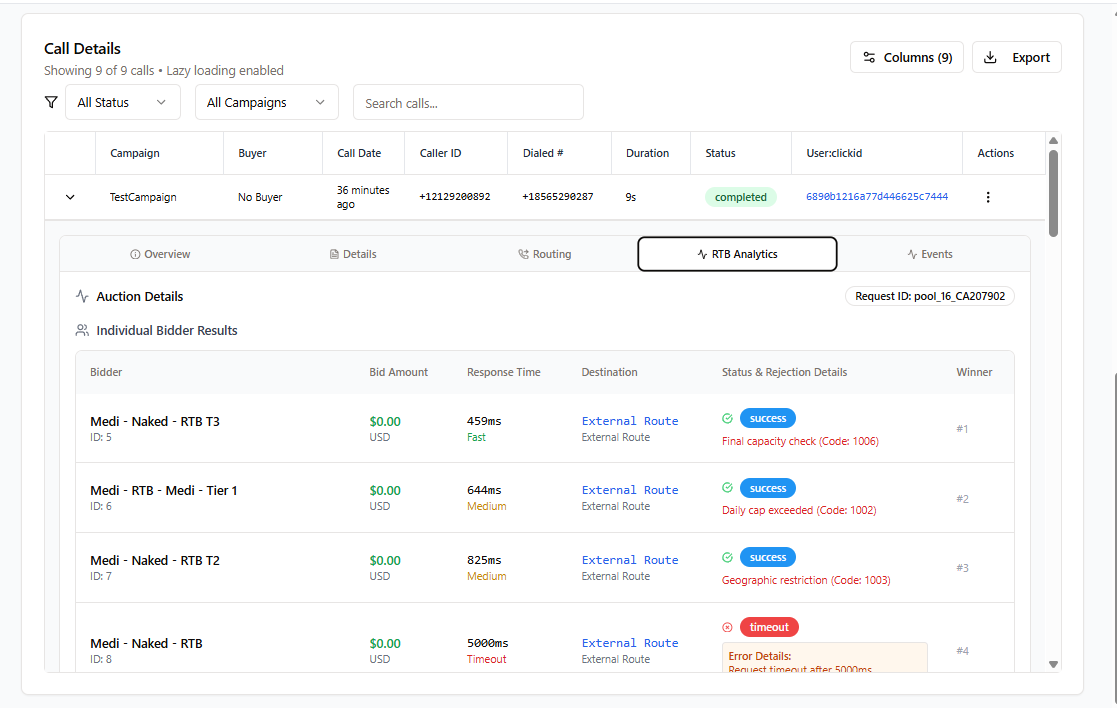 Call Details
Showing 9 of 9 calls • Lazy loading enabled
Columns (9)
Export
All Status
All Campaigns
Search calls...
Campaign Buyer Call Date Caller ID Dialed # Duration Status User:clickid Actions
TestCampaign No Buyer 36 minutes ago +12129200892 +18565290287 9s completed 6890b1216a77d446625c7444
Overview Details Routing RTB Analytics Events
Auction Details
Request ID: pool_16_CA207902
Individual Bidder Results
Bidder Bid Amount Response Time Destination Status & Rejection Details Winner
Medi - Naked - RTB T3 $0.00 459ms External Route success #1
ID: 5 USD Fast External Route Final capacity check (Code: 1006)
Medi - RTB - Medi - Tier 1 $0.00 644ms External Route success #2
ID: 6 USD Medium External Route Daily cap exceeded (Code: 1002)
Medi - Naked - RTB T2 $0.00 825ms External Route success #3
ID: 7 USD Medium External Route Geographic restriction (Code: 1003)
Medi - Naked - RTB $0.00 5000ms External Route timeout #4
ID: 8 USD Timeout External Route Error Details:
Request timeout after 5000ms